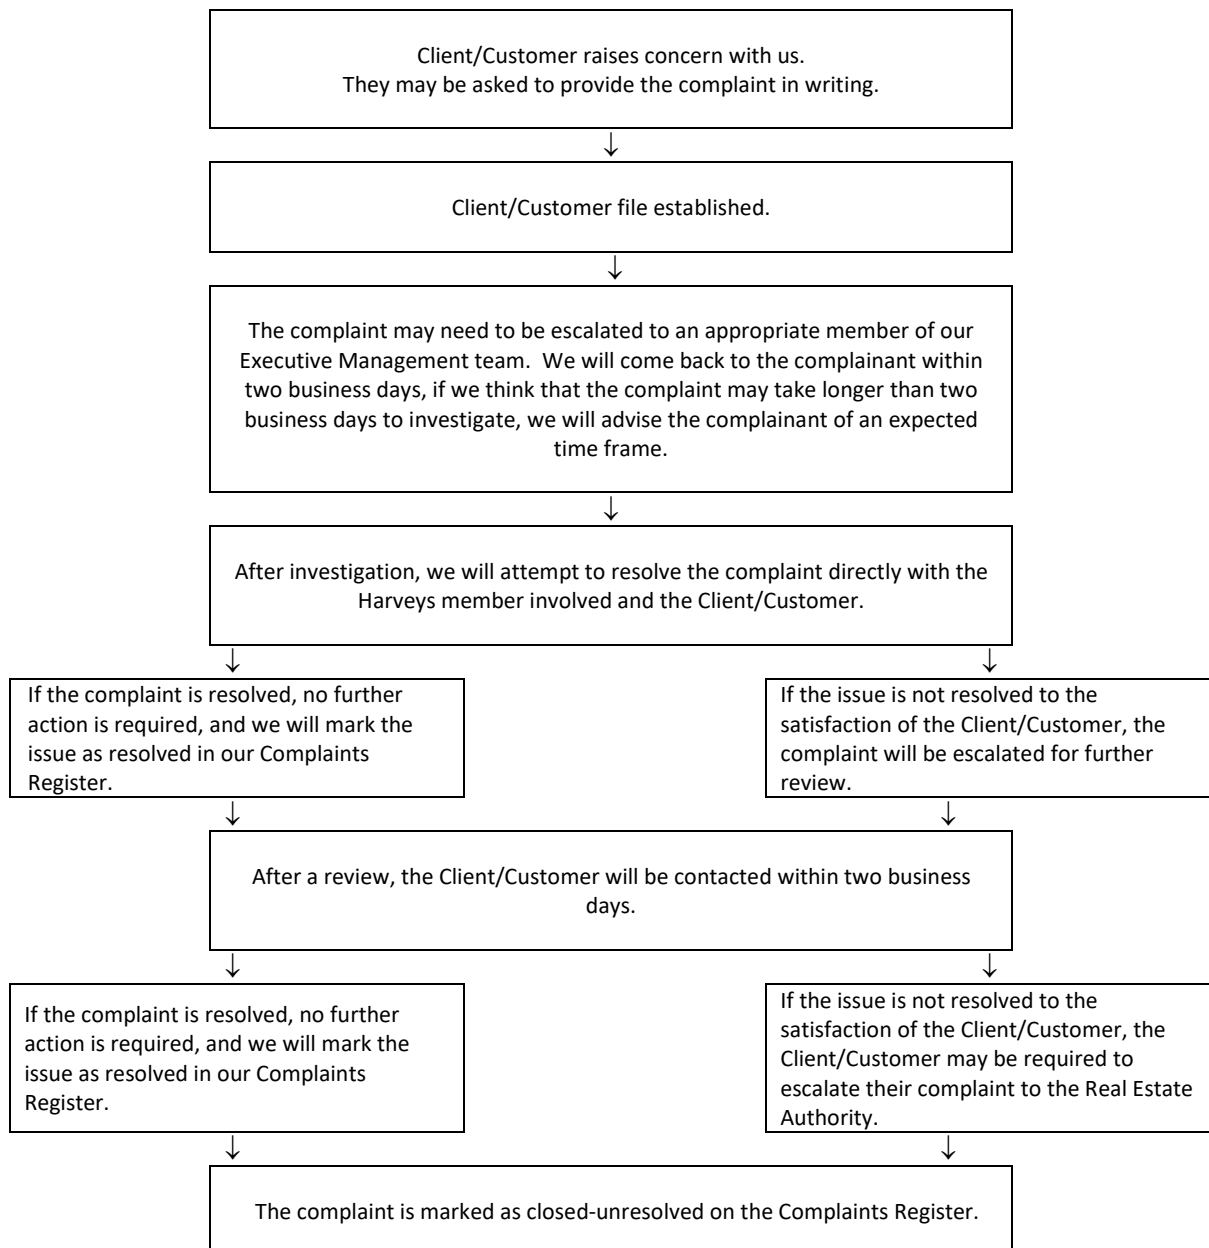 Client/Customer raises concern with us.
They may be asked to provide the complaint in writing.
↓
Client/Customer file established.
↓
The complaint may need to be escalated to an appropriate member of our
Executive Management team.  We will come back to the complainant within
two business days, if we think that the complaint may take longer than two
business days to investigate, we will advise the complainant of an expected
time frame.
↓
After investigation, we will attempt to resolve the complaint directly with the
Harveys member involved and the Client/Customer.
↓ ↓
If the complaint is resolved, no further
action is required, and we will mark the
issue as resolved in our Complaints
Register.
If the issue is not resolved to the
satisfaction of the Client/Customer, the
complaint will be escalated for further
review.
↓ ↓
After a review, the Client/Customer will be contacted within two business
days.
↓ ↓
If the complaint is resolved, no further
action is required, and we will mark the
issue as resolved in our Complaints
Register.
If the issue is not resolved to the
satisfaction of the Client/Customer, the
Client/Customer may be required to
escalate their complaint to the Real Estate
Authority.
↓ ↓
The complaint is marked as closed-unresolved on the Complaints Register.